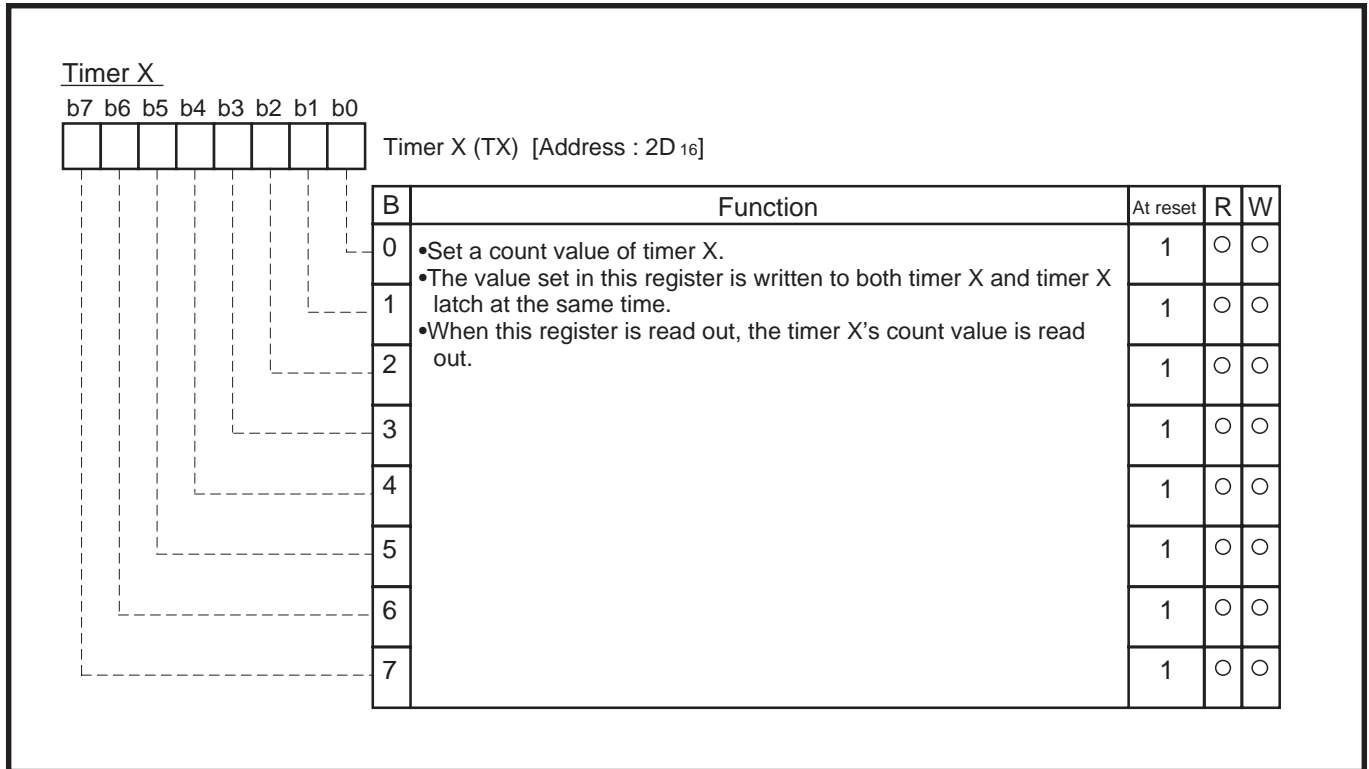 Timer X
b7 b6 b5 b4 b3 b2 b1 b0
Timer X (TX) [Address : 2D 16]
B Function At reset R W
0 •Set a count value of timer X. 1 ○ ○
•The value set in this register is written to both timer X and timer X
1 latch at the same time. 1 ○ ○
•When this register is read out, the timer X’s count value is read
2 out. 1 ○ ○
3 1 ○ ○
4 1 ○ ○
5 1 ○ ○
6 1 ○ ○
7 1 ○ ○